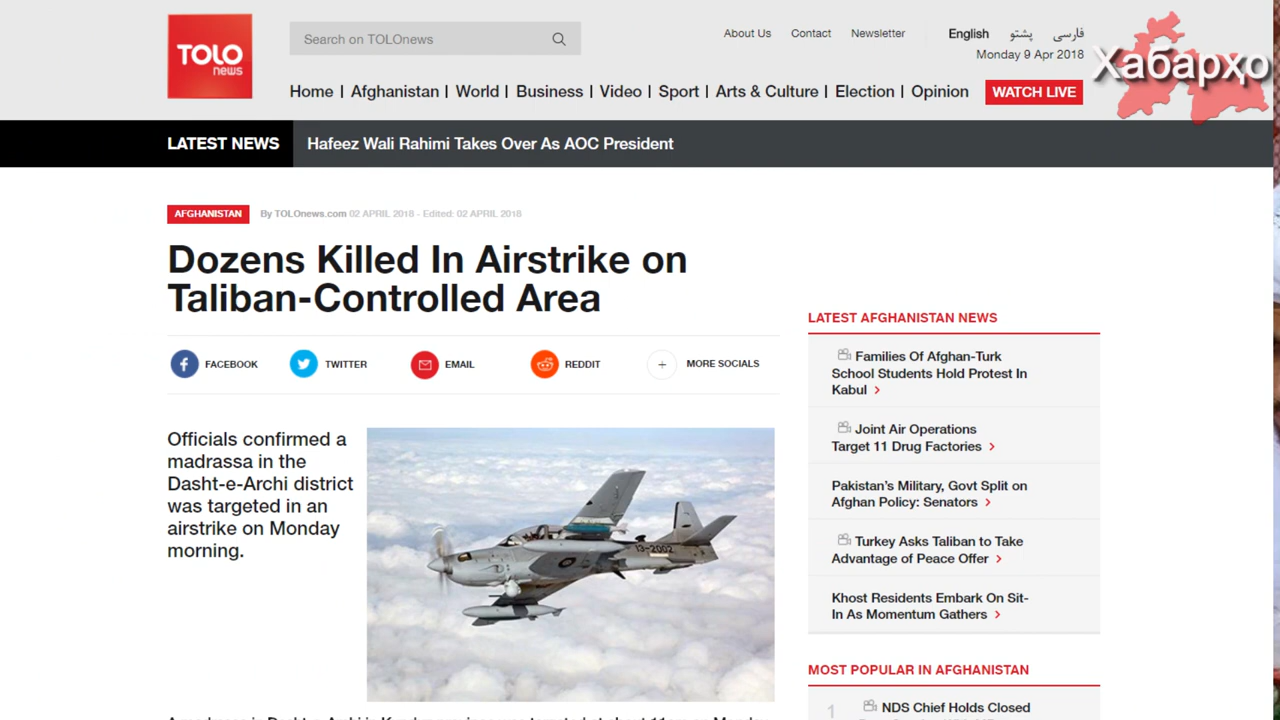 TOLO
news
Search on TOLOnews
About Us Contact Newsletter
English پښتو فارسی
Monday 9 Apr 2018
Хабарҳо
Home | Afghanistan | World | Business | Video | Sport | Arts & Culture | Election | Opinion
WATCH LIVE
LATEST NEWS Hafeez Wali Rahimi Takes Over As AOC President
AFGHANISTAN By TOLOnews.com 02 APRIL 2018 - Edited: 02 APRIL 2018
Dozens Killed In Airstrike on
Taliban-Controlled Area
FACEBOOK TWITTER EMAIL REDDIT + MORE SOCIALS
Officials confirmed a
madrassa in the
Dasht-e-Archi district
was targeted in an
airstrike on Monday
morning.
13-2002
LATEST AFGHANISTAN NEWS
Families Of Afghan-Turk
School Students Hold Protest In
Kabul >
Joint Air Operations
Target 11 Drug Factories >
Pakistan's Military, Govt Split on
Afghan Policy: Senators >
Turkey Asks Taliban to Take
Advantage of Peace Offer >
Khost Residents Embark On Sit-
In As Momentum Gathers >
MOST POPULAR IN AFGHANISTAN
1 NDS Chief Holds Closed